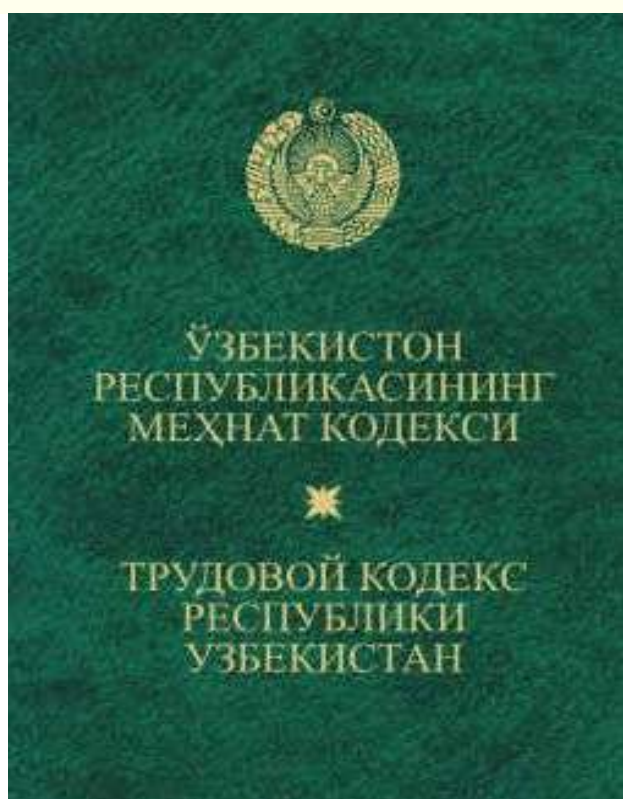 ЎЗБЕКИСТОН
РЕСПУБЛИКАСИНИНГ
МЕҲНАТ КОДЕКСИ
ТРУДОВОЙ КОДЕКС
РЕСПУБЛИКИ
УЗБЕКИСТАН